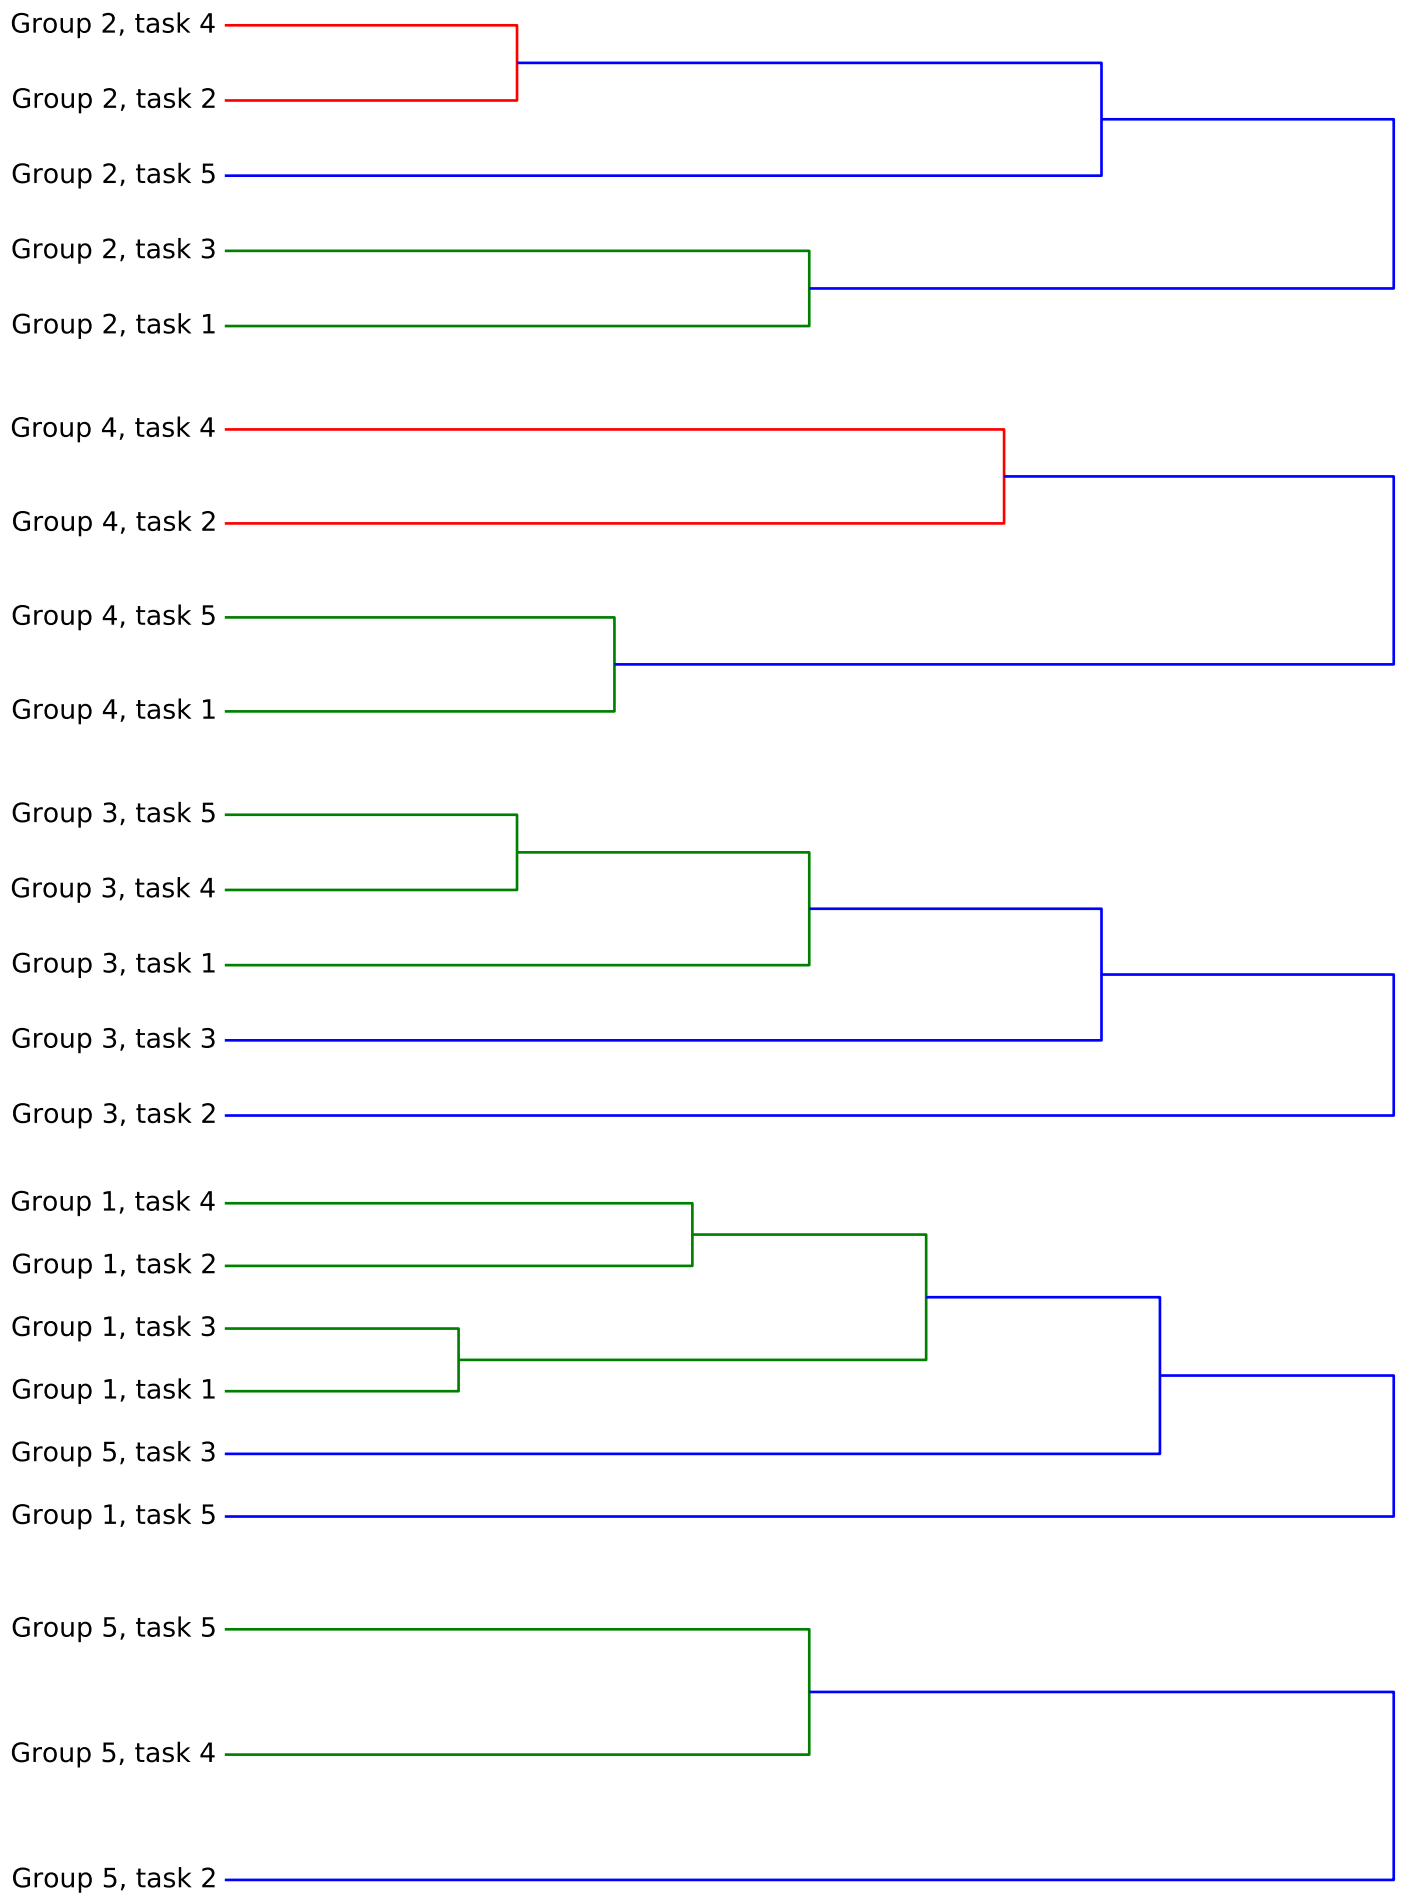 Group 2, task 4
Group 2, task 2
Group 2, task 5
Group 2, task 3
Group 2, task 1
Group 4, task 4
Group 4, task 2
Group 4, task 5
Group 4, task 1
Group 3, task 5
Group 3, task 4
Group 3, task 1
Group 3, task 3
Group 3, task 2
Group 1, task 4
Group 1, task 2
Group 1, task 3
Group 1, task 1
Group 5, task 3
Group 1, task 5
Group 5, task 5
Group 5, task 4
Group 5, task 2